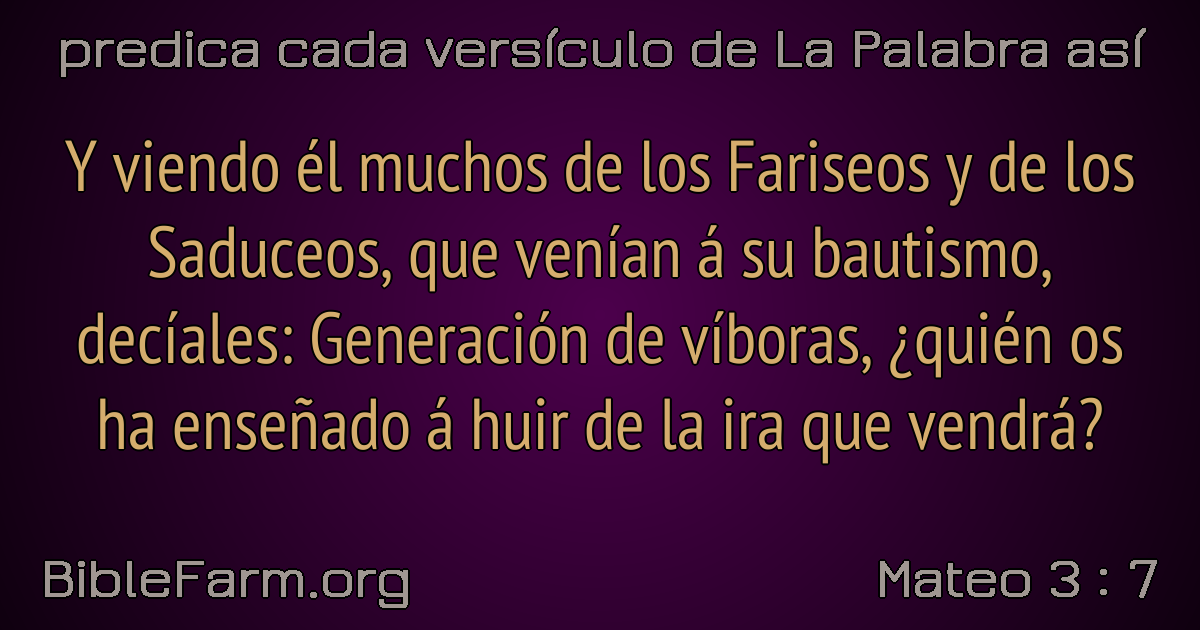 predica cada versículo de La Palabra así
Y viendo él muchos de los Fariseos y de los
Saduceos, que venían á su bautismo,
decíales: Generación de víboras, ¿quién os
ha enseñado á huir de la ira que vendrá?
BibleFarm.org
Mateo 3 : 7